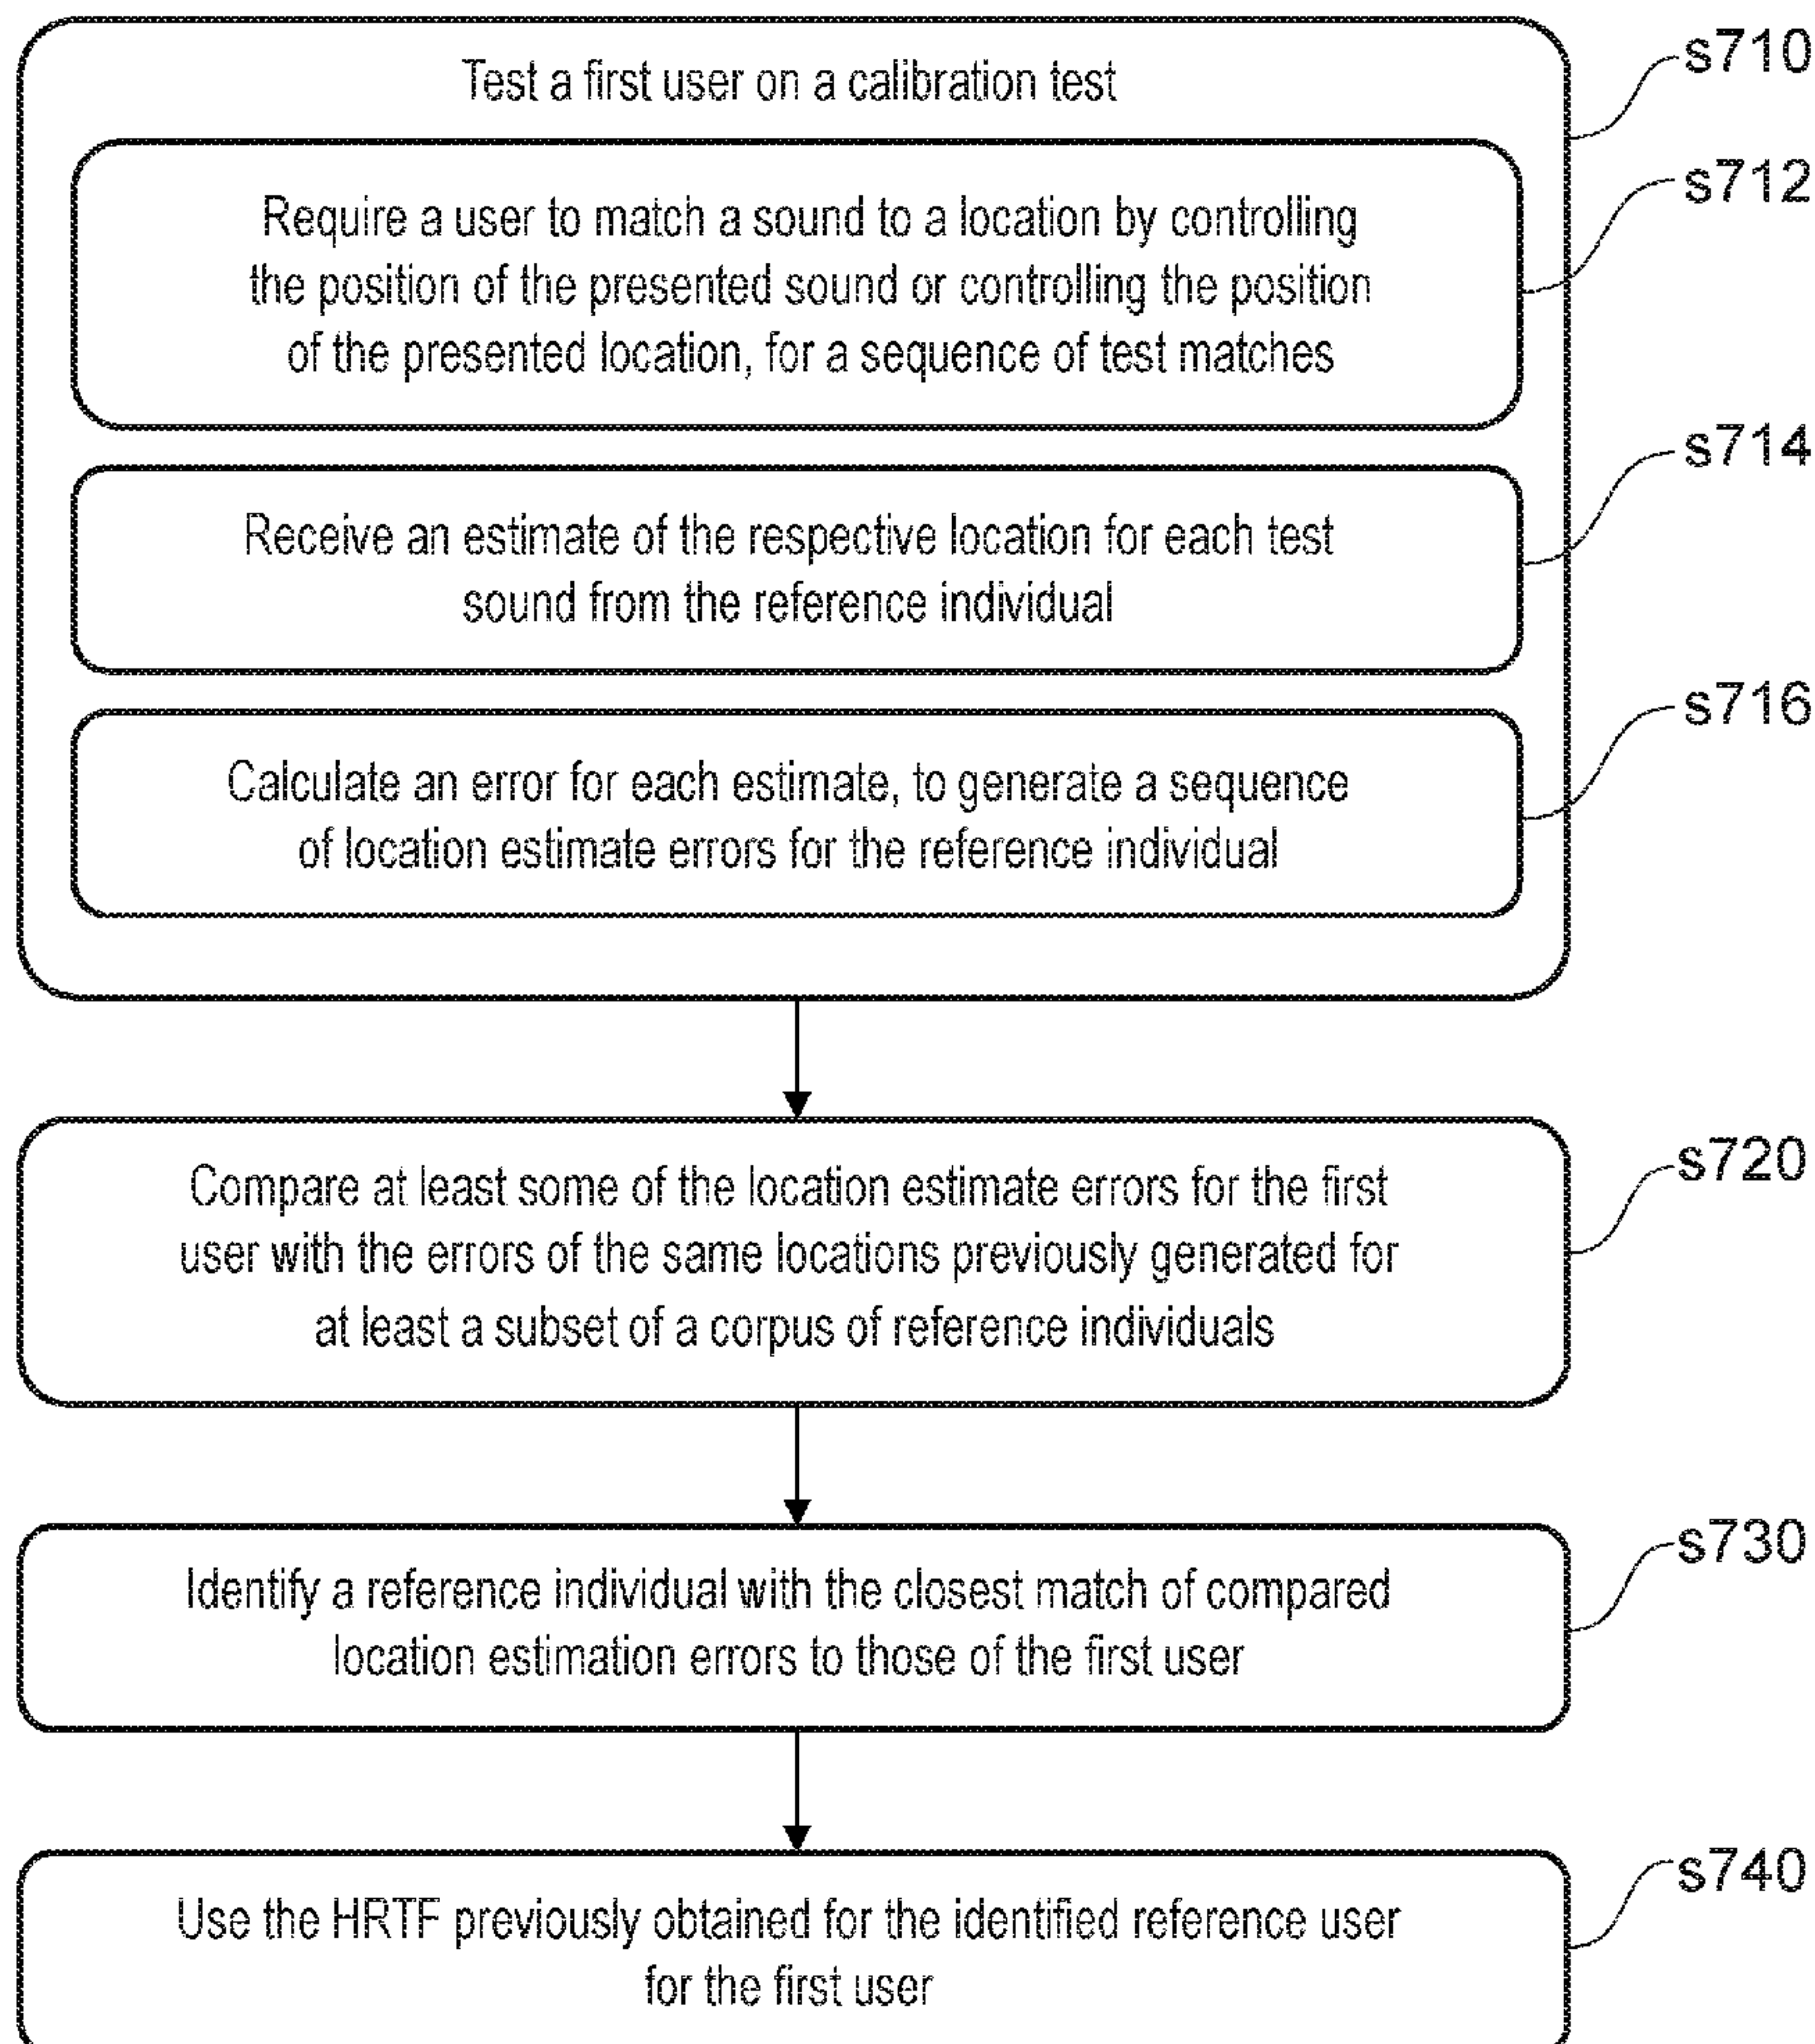 Test a first user on a calibration test
s710
Require a user to match a sound to a location by controlling
the position of the presented sound or controlling the position
of the presented location, for a sequence of test matches
s712
Receive an estimate of the respective location for each test
sound from the reference individual
s714
Calculate an error for each estimate, to generate a sequence
of location estimate errors for the reference individual
s716
Compare at least some of the location estimate errors for the first
user with the errors of the same locations previously generated for
at least a subset of a corpus of reference individuals
s720
Identify a reference individual with the closest match of compared
location estimation errors to those of the first user
s730
Use the HRTF previously obtained for the identified reference user
for the first user
s740